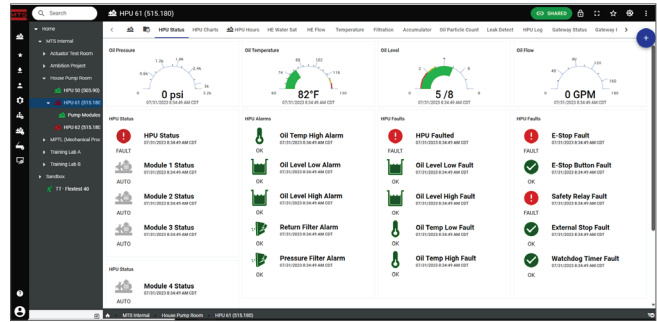 MTS
Search
HPU 61 (515.180)
SHARED
Home
MTS Internal
Actuator Test Room
Ambition Project
House Pump Room
HPU 50 (505.90)
HPU 61 (515.180)
Pump Modules
HPU 62 (515.180
MPTL (Mechanical Proc
Training Lab A
Training Lab B
Sandbox
TT - Flextest 40
HPU Status
HPU Charts
HPU Hours
HE Water Sat
HE Flow
Temperature
Filtration
Accumulator
Oil Particle Count
Leak Detect
HPU Log
Gateway Status
Gateway I
Oil Pressure
0 psi
07/31/2023 8:34:49 AM CDT
Oil Temperature
82°F
07/31/2023 8:34:49 AM CDT
Oil Level
5 /8
07/31/2023 8:34:49 AM CDT
Oil Flow
0 GPM
07/31/2023 8:34:49 AM CDT
HPU Status
FAULT
HPU Status
07/31/2023 8:34:49 AM CDT
AUTO
Module 1 Status
07/31/2023 8:34:49 AM CDT
AUTO
Module 2 Status
07/31/2023 8:34:49 AM CDT
AUTO
Module 3 Status
07/31/2023 8:34:49 AM CDT
HPU Status
AUTO
Module 4 Status
07/31/2023 8:34:49 AM CDT
HPU Alarms
OK
Oil Temp High Alarm
07/31/2023 8:34:49 AM CDT
OK
Oil Level Low Alarm
07/31/2023 8:34:49 AM CDT
OK
Oil Level High Alarm
07/31/2023 8:34:49 AM CDT
OK
Return Filter Alarm
07/31/2023 8:34:49 AM CDT
OK
Pressure Filter Alarm
07/31/2023 8:34:49 AM CDT
HPU Faults
FAULT
HPU Faulted
07/31/2023 8:34:49 AM CDT
OK
Oil Level Low Fault
07/31/2023 8:34:49 AM CDT
OK
Oil Level High Fault
07/31/2023 8:34:49 AM CDT
OK
Oil Temp Low Fault
07/31/2023 8:34:49 AM CDT
OK
Oil Temp High Fault
07/31/2023 8:34:49 AM CDT
HPU Faults
FAULT
E-Stop Fault
07/31/2023 8:34:49 AM CDT
OK
E-Stop Button Fault
07/31/2023 8:34:49 AM CDT
FAULT
Safety Relay Fault
07/31/2023 8:34:49 AM CDT
OK
External Stop Fault
07/31/2023 8:34:49 AM CDT
OK
Watchdog Timer Fault
07/31/2023 8:34:49 AM CDT
MTS Internal
House Pump Room
HPU 61 (515.180)